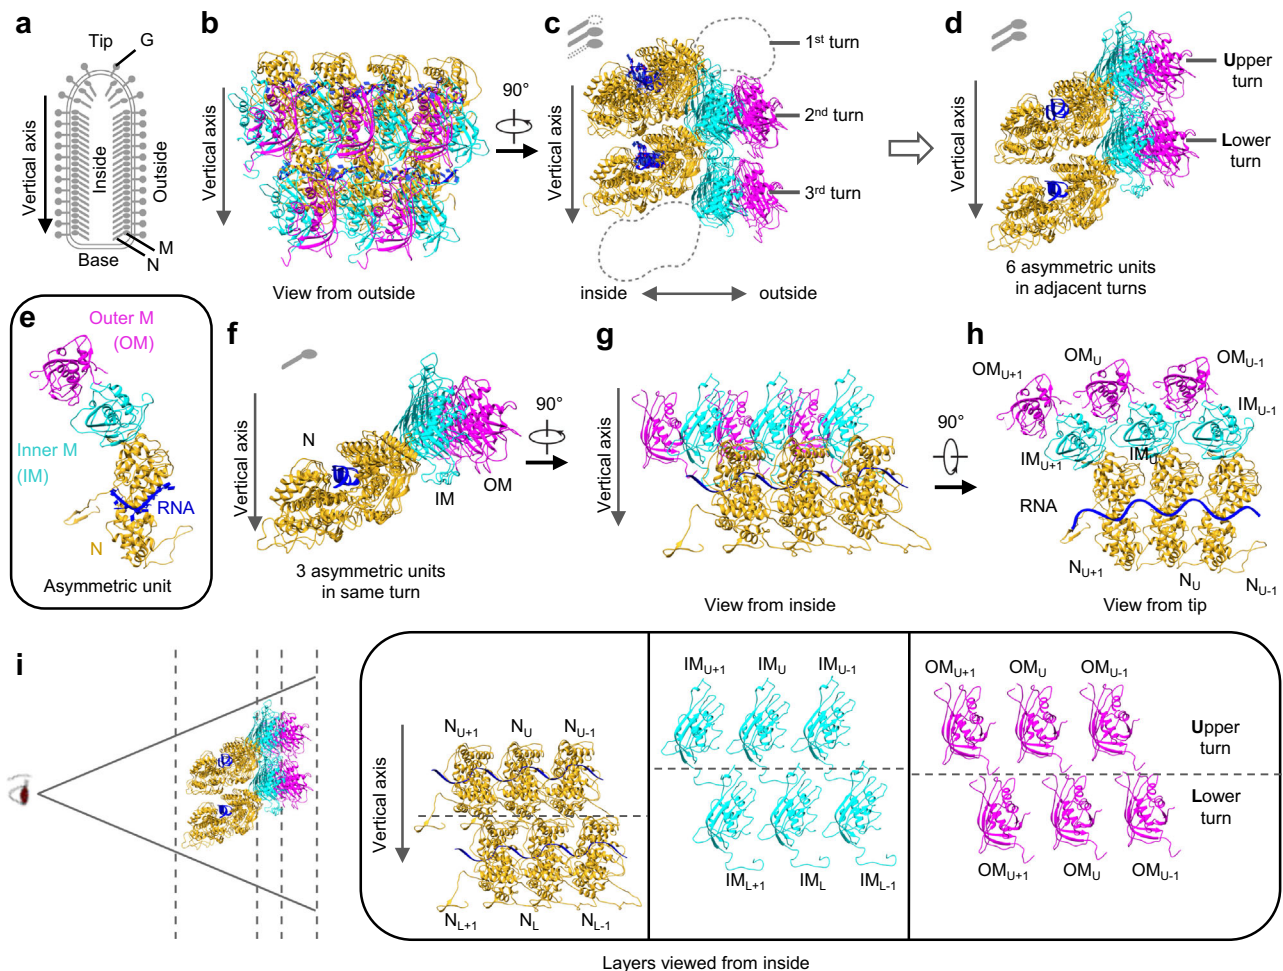 a
Tip
G
Vertical axis
Inside
Outside
Base
M
N
b
Vertical axis
View from outside
90°
c
Vertical axis
1st turn
2nd turn
3rd turn
inside
outside
d
Vertical axis
Upper
turn
Lower
turn
6 asymmetric units
in adjacent turns
e
Outer M
(OM)
Inner M
(IM)
RNA
N
Asymmetric unit
f
Vertical axis
N
IM
OM
3 asymmetric units
in same turn
90°
g
Vertical axis
View from inside
90°
h
OMU+1
OMU
OMU-1
IMU-1
IMU+1
IMU
RNA
NU+1
NU
NU-1
View from tip
i
Vertical axis
NU+1 NU NU-1
NL+1 NL NL-1
IMU+1 IMU IMU-1
IML+1 IML IML-1
OMU+1 OMU OMU-1
Upper
turn
Lower
turn
OMU+1 OMU OMU-1
Layers viewed from inside